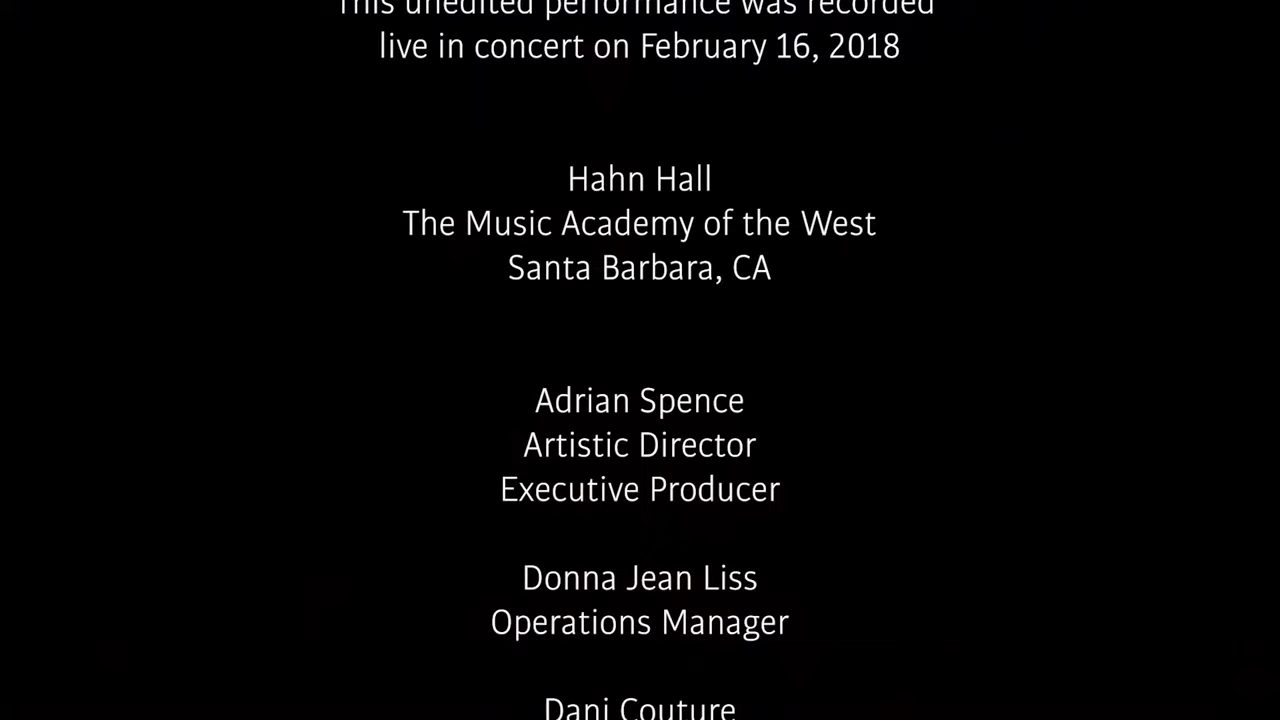 This unedited performance was recorded
live in concert on February 16, 2018
Hahn Hall
The Music Academy of the West
Santa Barbara, CA
Adrian Spence
Artistic Director
Executive Producer
Donna Jean Liss
Operations Manager
Dani Couture